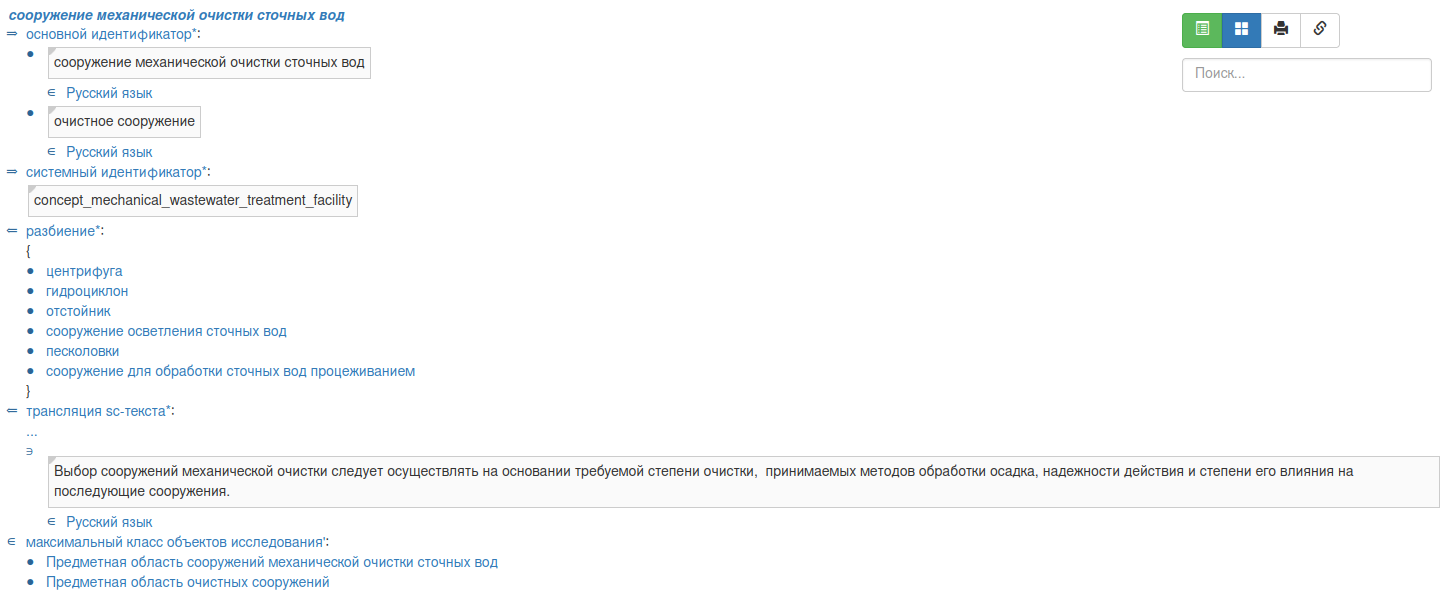 сооружение механической очистки сточных вод
⇒ основной идентификатор*:
● сооружение механической очистки сточных вод
∈ Русский язык
● очистное сооружение
∈ Русский язык
⇒ системный идентификатор*:
concept_mechanical_wastewater_treatment_facility
⇐ разбиение*:
{
● центрифуга
● гидроциклон
● отстойник
● сооружение осветления сточных вод
● песколовки
● сооружение для обработки сточных вод процеживанием
}
⇐ трансляция sc-текста*:
...
∋
Выбор сооружений механической очистки следует осуществлять на основании требуемой степени очистки,  принимаемых методов обработки осадка, надежности действия и степени его влияния на
последующие сооружения.
∈ Русский язык
∈ максимальный класс объектов исследования':
● Предметная область сооружений механической очистки сточных вод
● Предметная область очистных сооружений
Поиск...